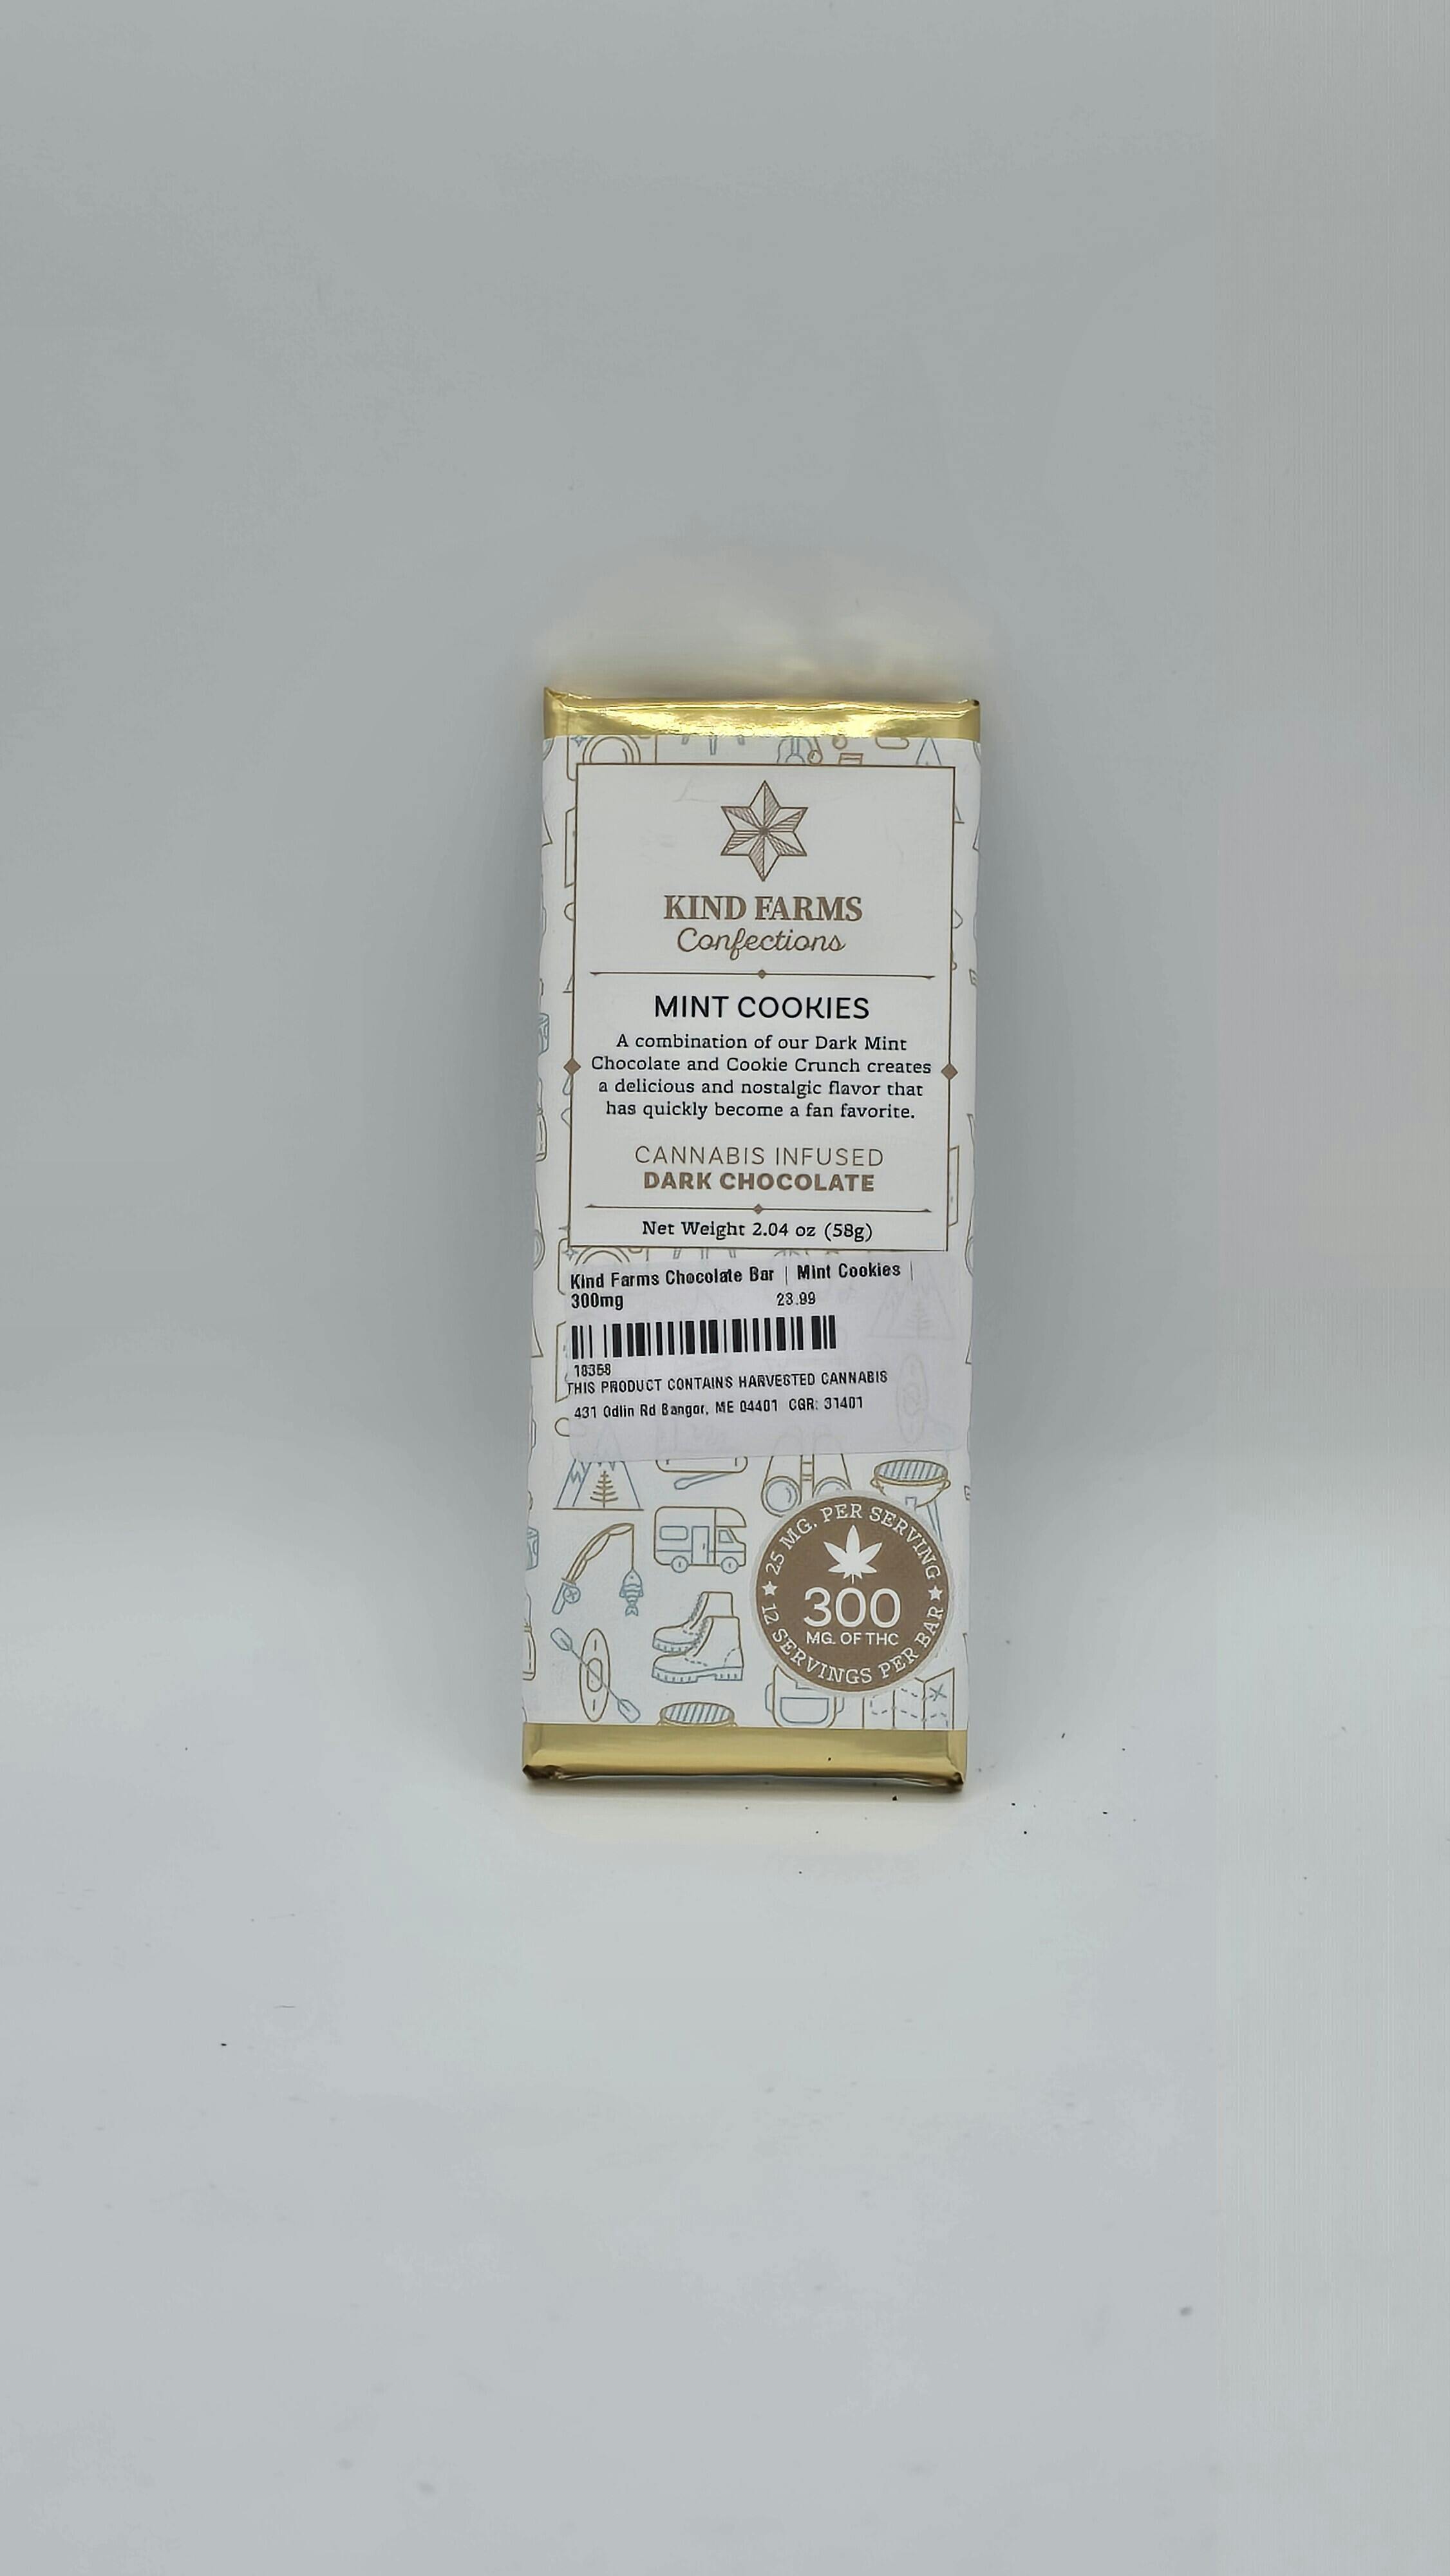 KIND FARMS
Confections
MINT COOKIES
A combination of our Dark Mint
Chocolate and Cookie Crunch creates
a delicious and nostalgic flavor that
has quickly become a fan favorite.
CANNABIS INFUSED
DARK CHOCOLATE
Net Weight 2.04 oz (58g)
Kind Farms Chocolate Bar | Mint Cookies |
300mg 23.99
18358
THIS PRODUCT CONTAINS HARVESTED CANNABIS
431 Odlin Rd Bangor, ME 04401 CGR: 31401
25 MG. PER SERVING
300
MG. OF THC
12 SERVINGS PER BAR